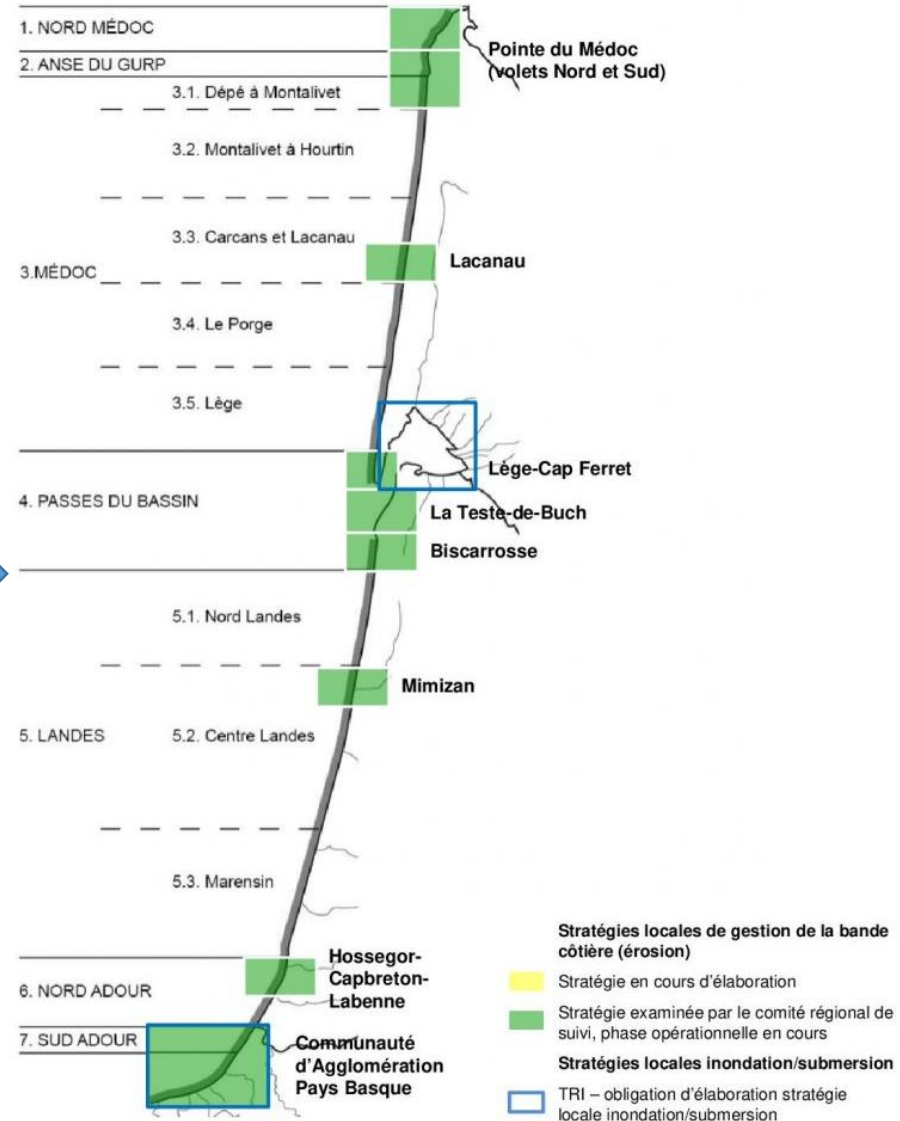 1. NORD MÉDOC
2. ANSE DU GURP
3.1. Dépé à Montalivet
Pointe du Médoc
(volets Nord et Sud)
3.2. Montalivet à Hourtin
3.3. Carcans et Lacanau
Lacanau
3.MÉDOC
3.4. Le Porge
3.5. Lège
Lège-Cap Ferret
4. PASSES DU BASSIN
La Teste-de-Buch
Biscarrosse
5.1. Nord Landes
Mimizan
5. LANDES
5.2. Centre Landes
5.3. Marensin
Hossegor-
Capbreton-
Labenne
6. NORD ADOUR
7. SUD ADOUR
Communauté
d'Agglomération
Pays Basque
Stratégies locales de gestion de la bande
côtière (érosion)
Stratégie en cours d'élaboration
Stratégie examinée par le comité régional de
suivi, phase opérationnelle en cours
Stratégies locales inondation/submersion
TRI – obligation d'élaboration stratégie
locale inondation/submersion